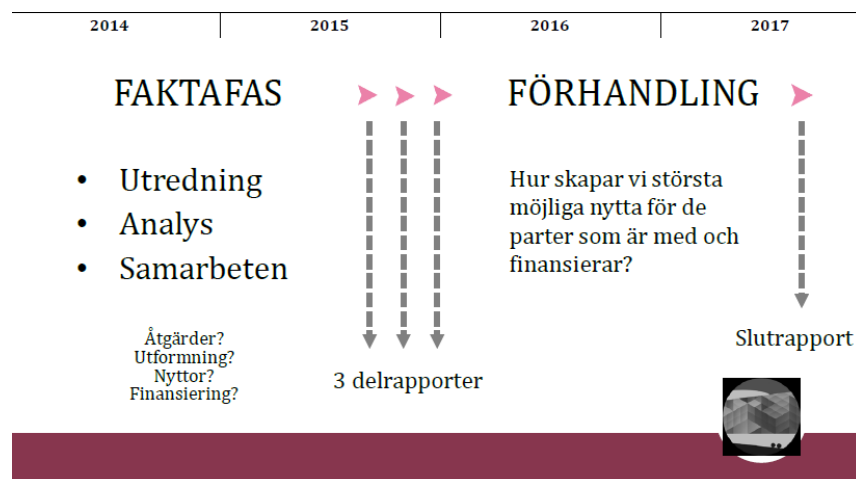 2014 2015 2016 2017
FAKTAFAS
FÖRHANDLING
• Utredning
• Analys
• Samarbeten
Hur skapar vi största
möjliga nytta för de
parter som är med och
finansierar?
Åtgärder?
Utformning?
Nyttor?
Finansiering?
3 delrapporter
Slutrapport